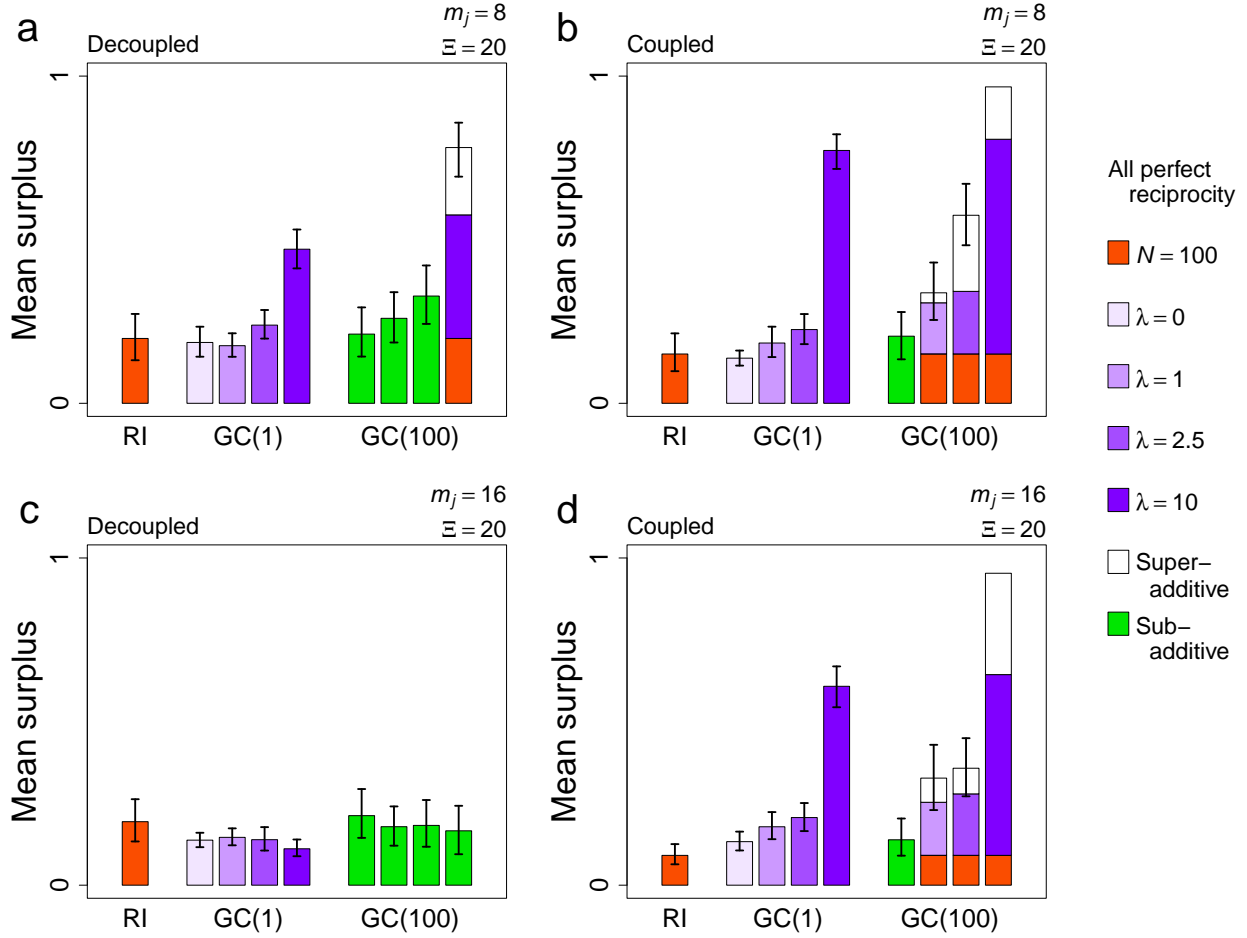 a
Decoupled
m_j = 8
Ξ = 20
Mean surplus
1
0
RI
GC(1)
GC(100)
b
Coupled
m_j = 8
Ξ = 20
Mean surplus
1
0
RI
GC(1)
GC(100)
c
Decoupled
m_j = 16
Ξ = 20
Mean surplus
1
0
RI
GC(1)
GC(100)
d
Coupled
m_j = 16
Ξ = 20
Mean surplus
1
0
RI
GC(1)
GC(100)
All perfect
reciprocity
N = 100
λ = 0
λ = 1
λ = 2.5
λ = 10
Super−
additive
Sub−
additive